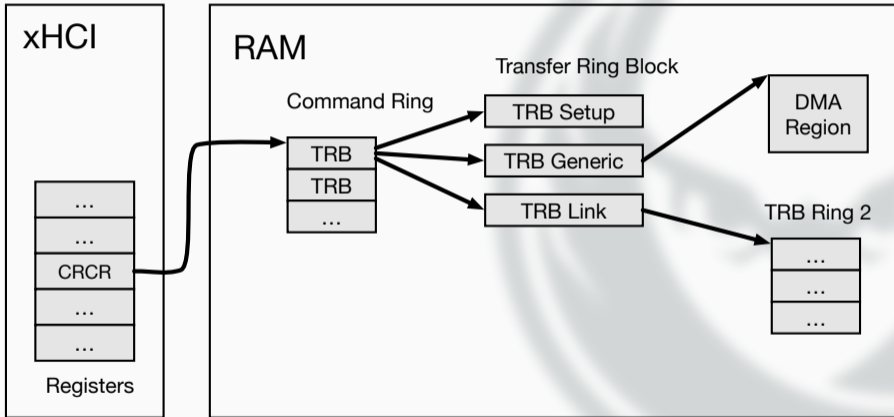 xHCI
...
...
CRCR
...
...
Registers
RAM
Command Ring
TRB
TRB
...
Transfer Ring Block
TRB Setup
TRB Generic
TRB Link
DMA
Region
TRB Ring 2
...
...
...